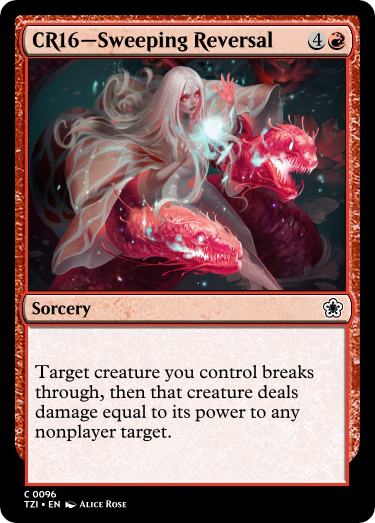 CR16—Sweeping Reversal 4
Sorcery
Target creature you control breaks
through, then that creature deals
damage equal to its power to any
nonplayer target.
C 0096
TZI • EN Alice Rose